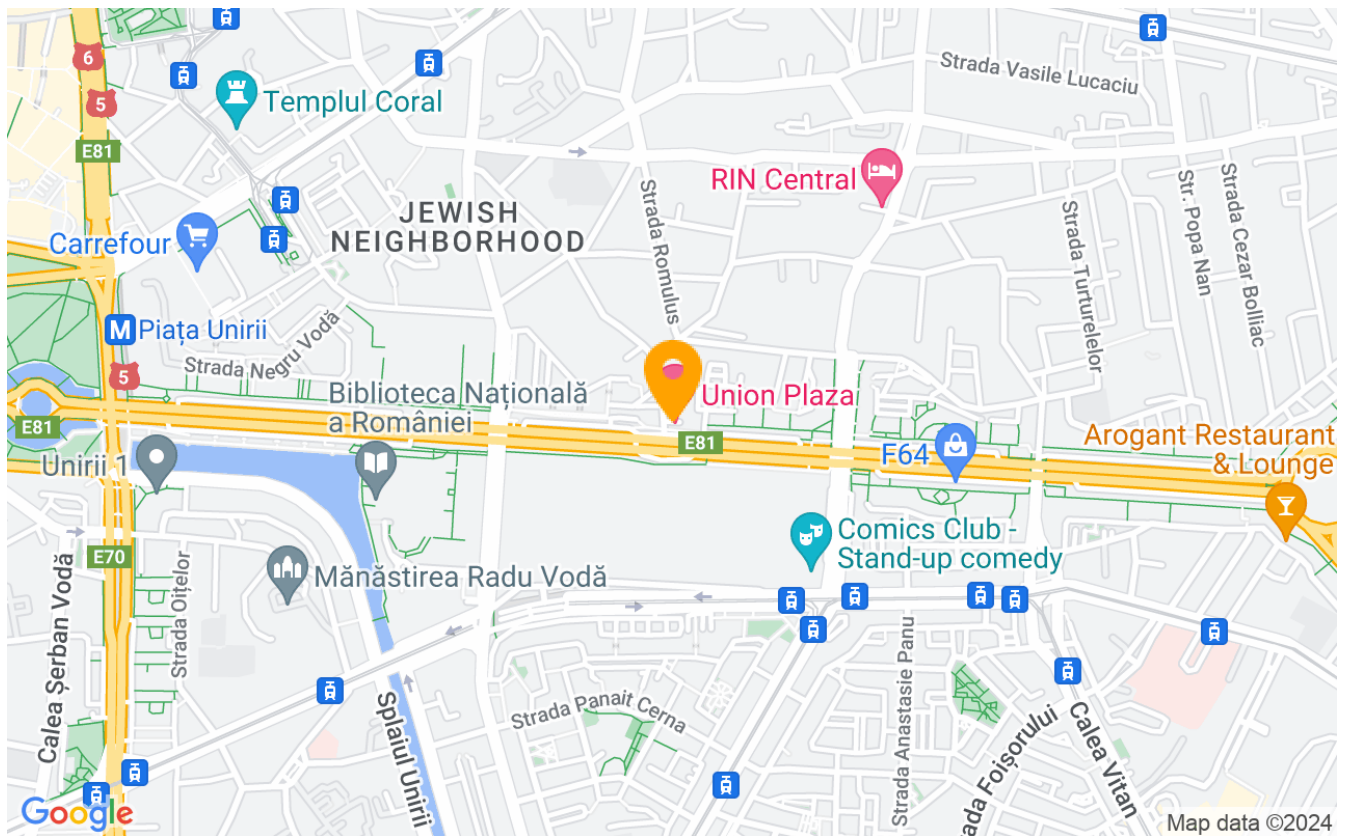 6
5
E81
Strada Vasile Lucaciu
Templul Coral
RIN Central
JEWISH
NEIGHBORHOOD
Strada Romulus
Str. Popa Nan
Strada Cezar Bolliac
Strada Turturelelor
Carrefour
M Piața Unirii
5
Strada Negru Vodă
Biblioteca Națională
a României
Union Plaza
E81
E81
Unirii 1
F64
Arogant Restaurant
& Lounge
Comics Club -
Stand-up comedy
E70
Mănăstirea Radu Vodă
Calea Șerban Vodă
Strada Oițelor
Splaiul Unirii
Strada Panait Cerna
Strada Anastasie Panu
ada Foișorului
Calea Vitan
Google
Map data ©2024